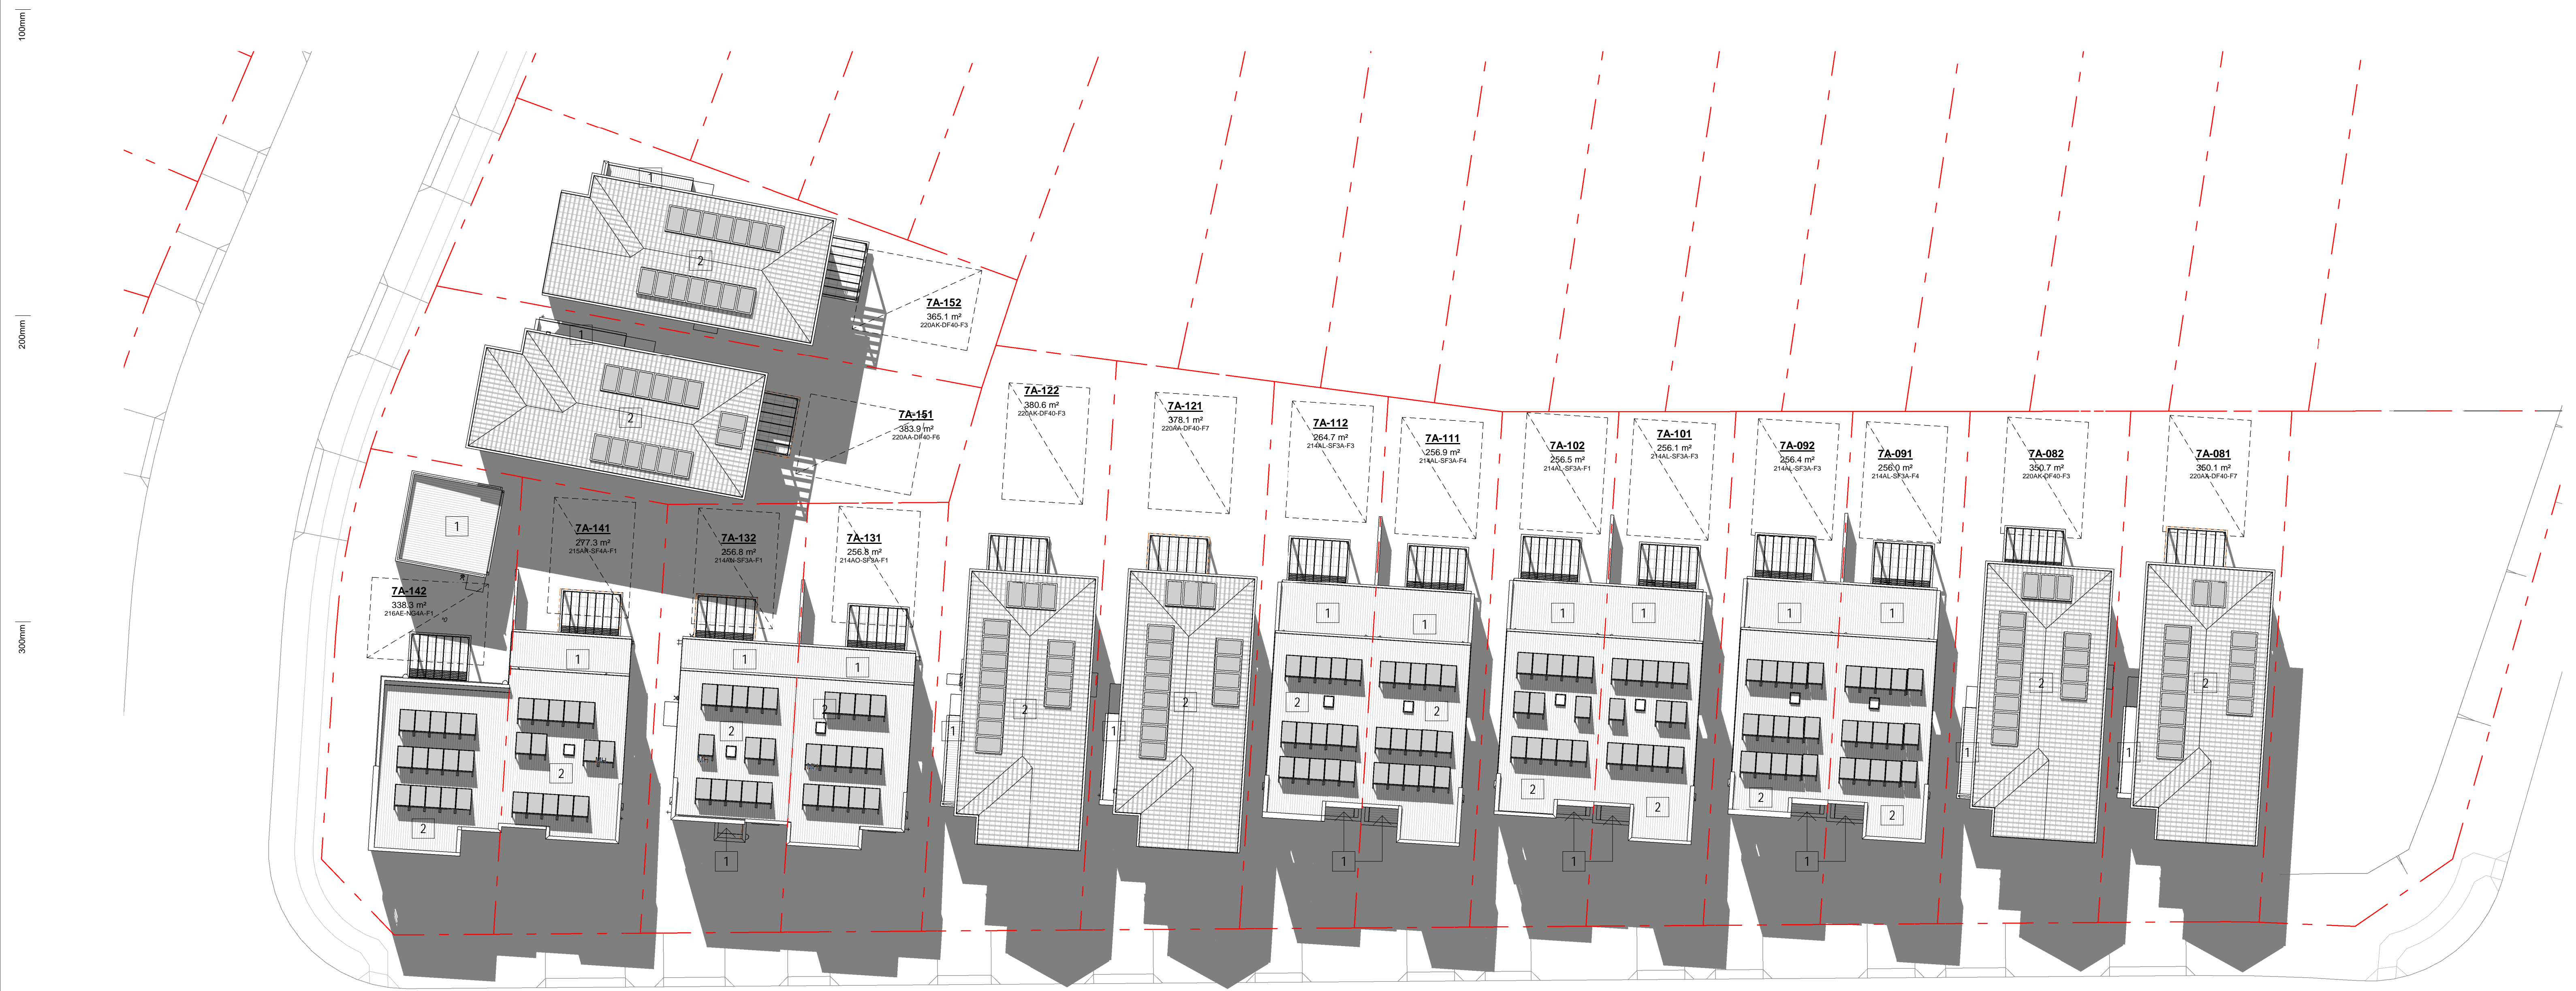 100mm
200mm
300mm
1
2
7A-152
365.1 m²
220AK-DF40-F3
1
2
7A-151
383.9 m²
220AA-DF40-F6
7A-122
380.6 m²
220AK-DF40-F3
7A-121
378.1 m²
220AA-DF40-F7
7A-112
264.7 m²
214AL-SF3A-F3
7A-111
256.9 m²
214AL-SF3A-F4
7A-102
256.5 m²
214AL-SF3A-F1
7A-101
256.1 m²
214AL-SF3A-F3
7A-092
256.4 m²
214AL-SF3A-F3
7A-091
256.0 m²
214AL-SF3A-F4
7A-082
350.7 m²
220AK-DF40-F3
7A-081
350.1 m²
220AA-DF40-F7
1
7A-141
277.3 m²
215AR-SF4A-F1
7A-132
256.8 m²
214AN-SF3A-F1
7A-131
256.8 m²
214AO-SF3A-F1
7A-142
338.3 m²
216AE-NG4A-F1
1
1
1
1
1
1
1
1
1
2
2
2
2
2
2
2
2
2
1
1
1
1
MH
MH
2
2
2
2
2
2
1
1
1
1